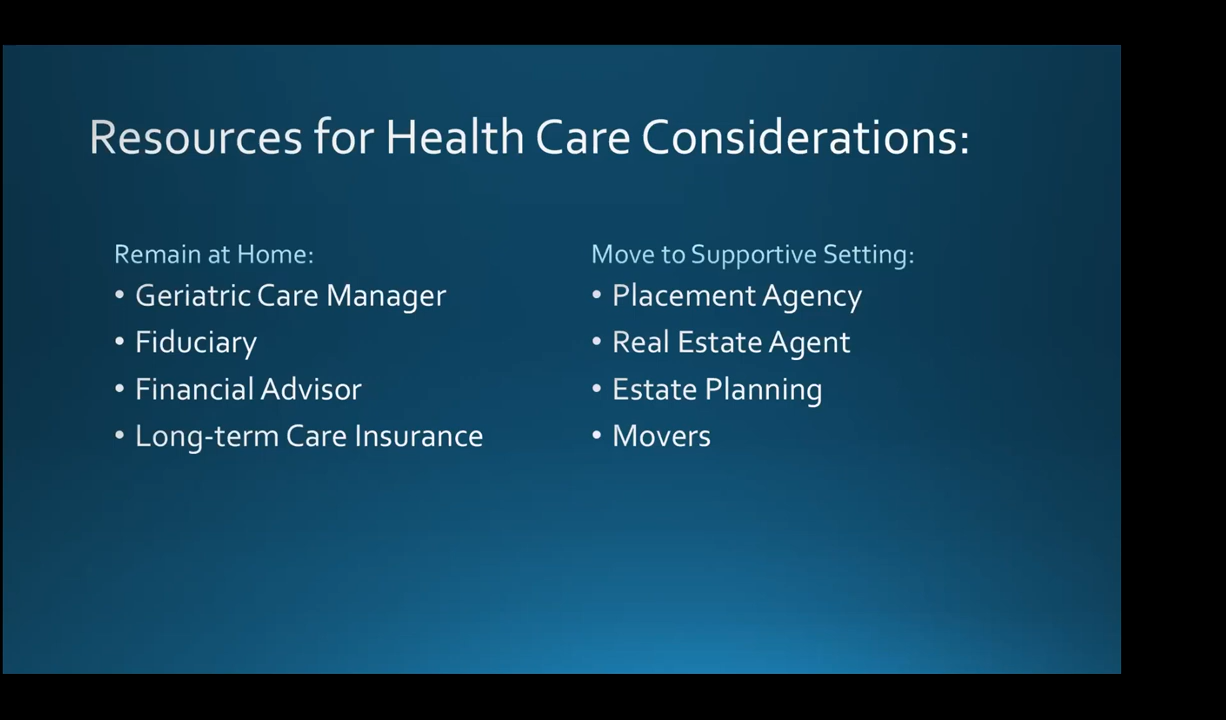 Resources for Health Care Considerations:
Remain at Home:
• Geriatric Care Manager
• Fiduciary
• Financial Advisor
• Long-term Care Insurance
Move to Supportive Setting:
• Placement Agency
• Real Estate Agent
• Estate Planning
• Movers